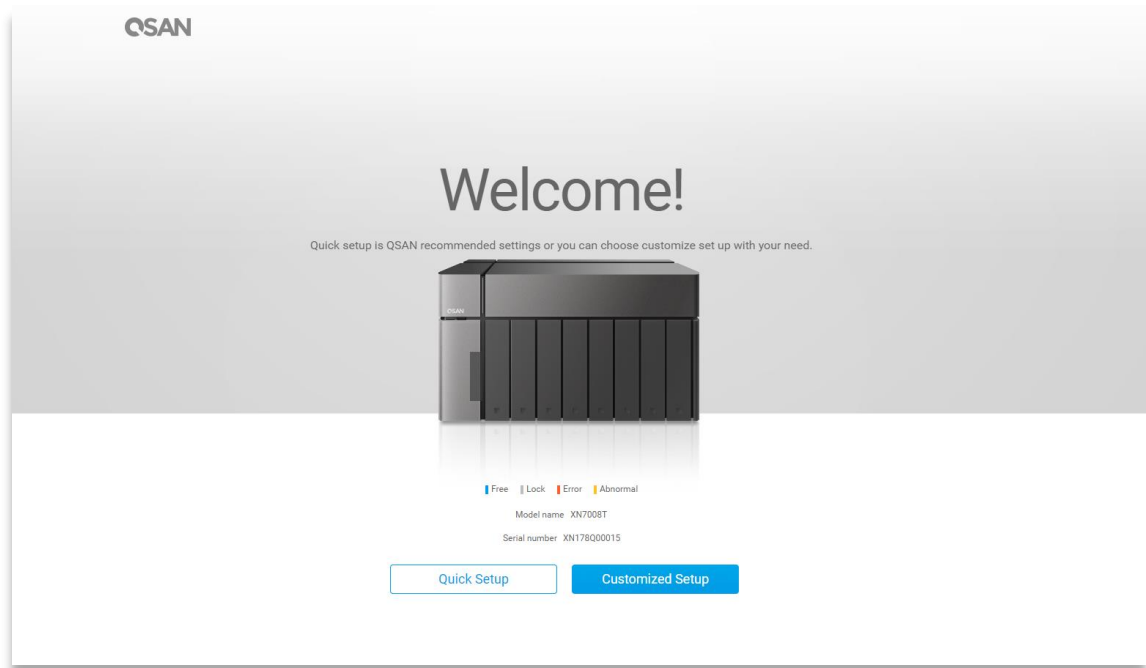 QSAN
Welcome!
Quick setup is QSAN recommended settings or you can choose customize set up with your need.
QSAN
Free Lock Error Abnormal
Model name XN7008T
Serial number XN178Q00015
Quick Setup Customized Setup